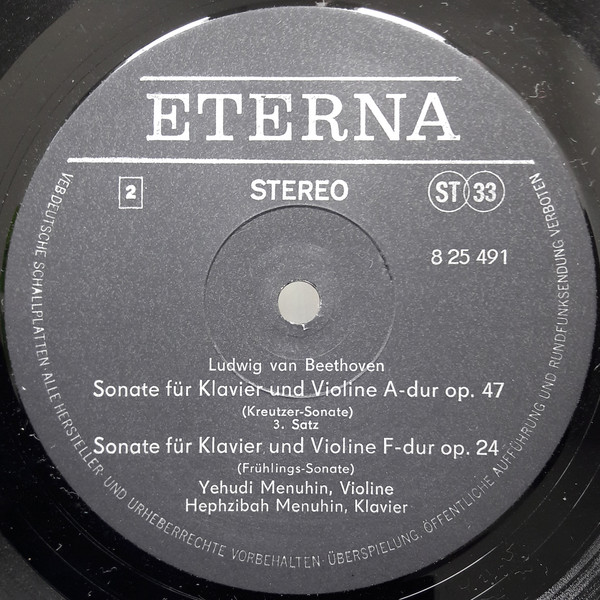 ETERNA
2
STEREO
ST 33
8 25 491
Ludwig van Beethoven
Sonate für Klavier und Violine A-dur op. 47
(Kreutzer-Sonate)
3. Satz
Sonate für Klavier und Violine F-dur op. 24
(Frühlings-Sonate)
Yehudi Menuhin, Violine
Hephzibah Menuhin, Klavier
VEB DEUTSCHE SCHALLPLATTEN · ALLE HERSTELLER- UND URHEBERRECHTE VORBEHALTEN · ÜBERSPIELUNG, ÖFFENTLICHE AUFFÜHRUNG UND RUNDFUNKSENDUNG VERBOTEN